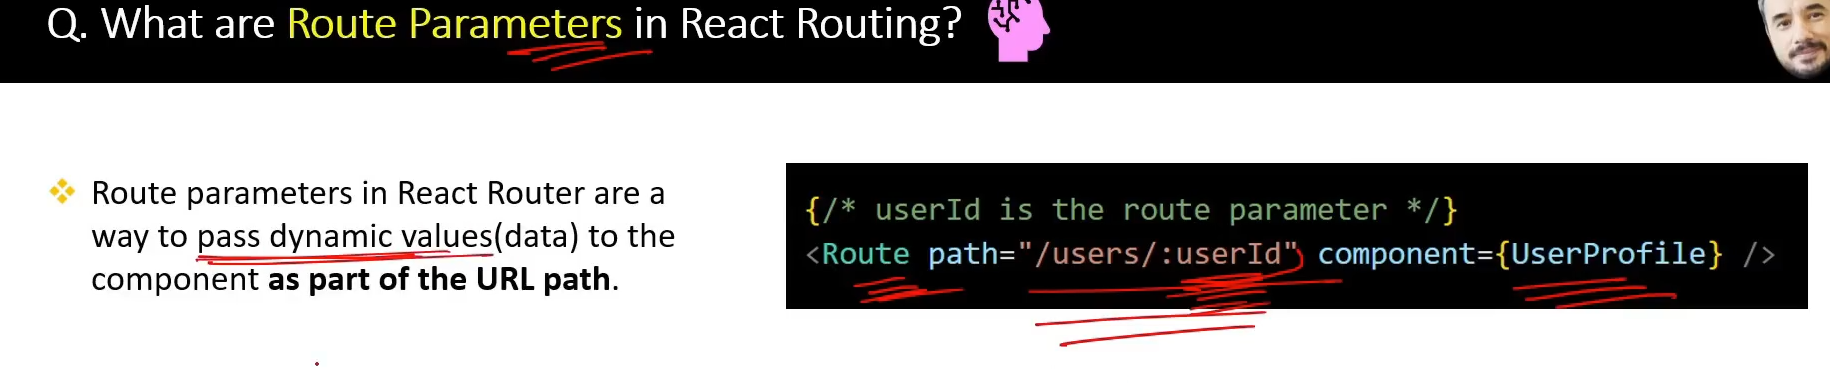 Q. What are Route Parameters in React Routing?
Route parameters in React Router are a
way to pass dynamic values(data) to the
component as part of the URL path.
{/* userId is the route parameter */}
<Route path="/users/:userId" component={UserProfile} />